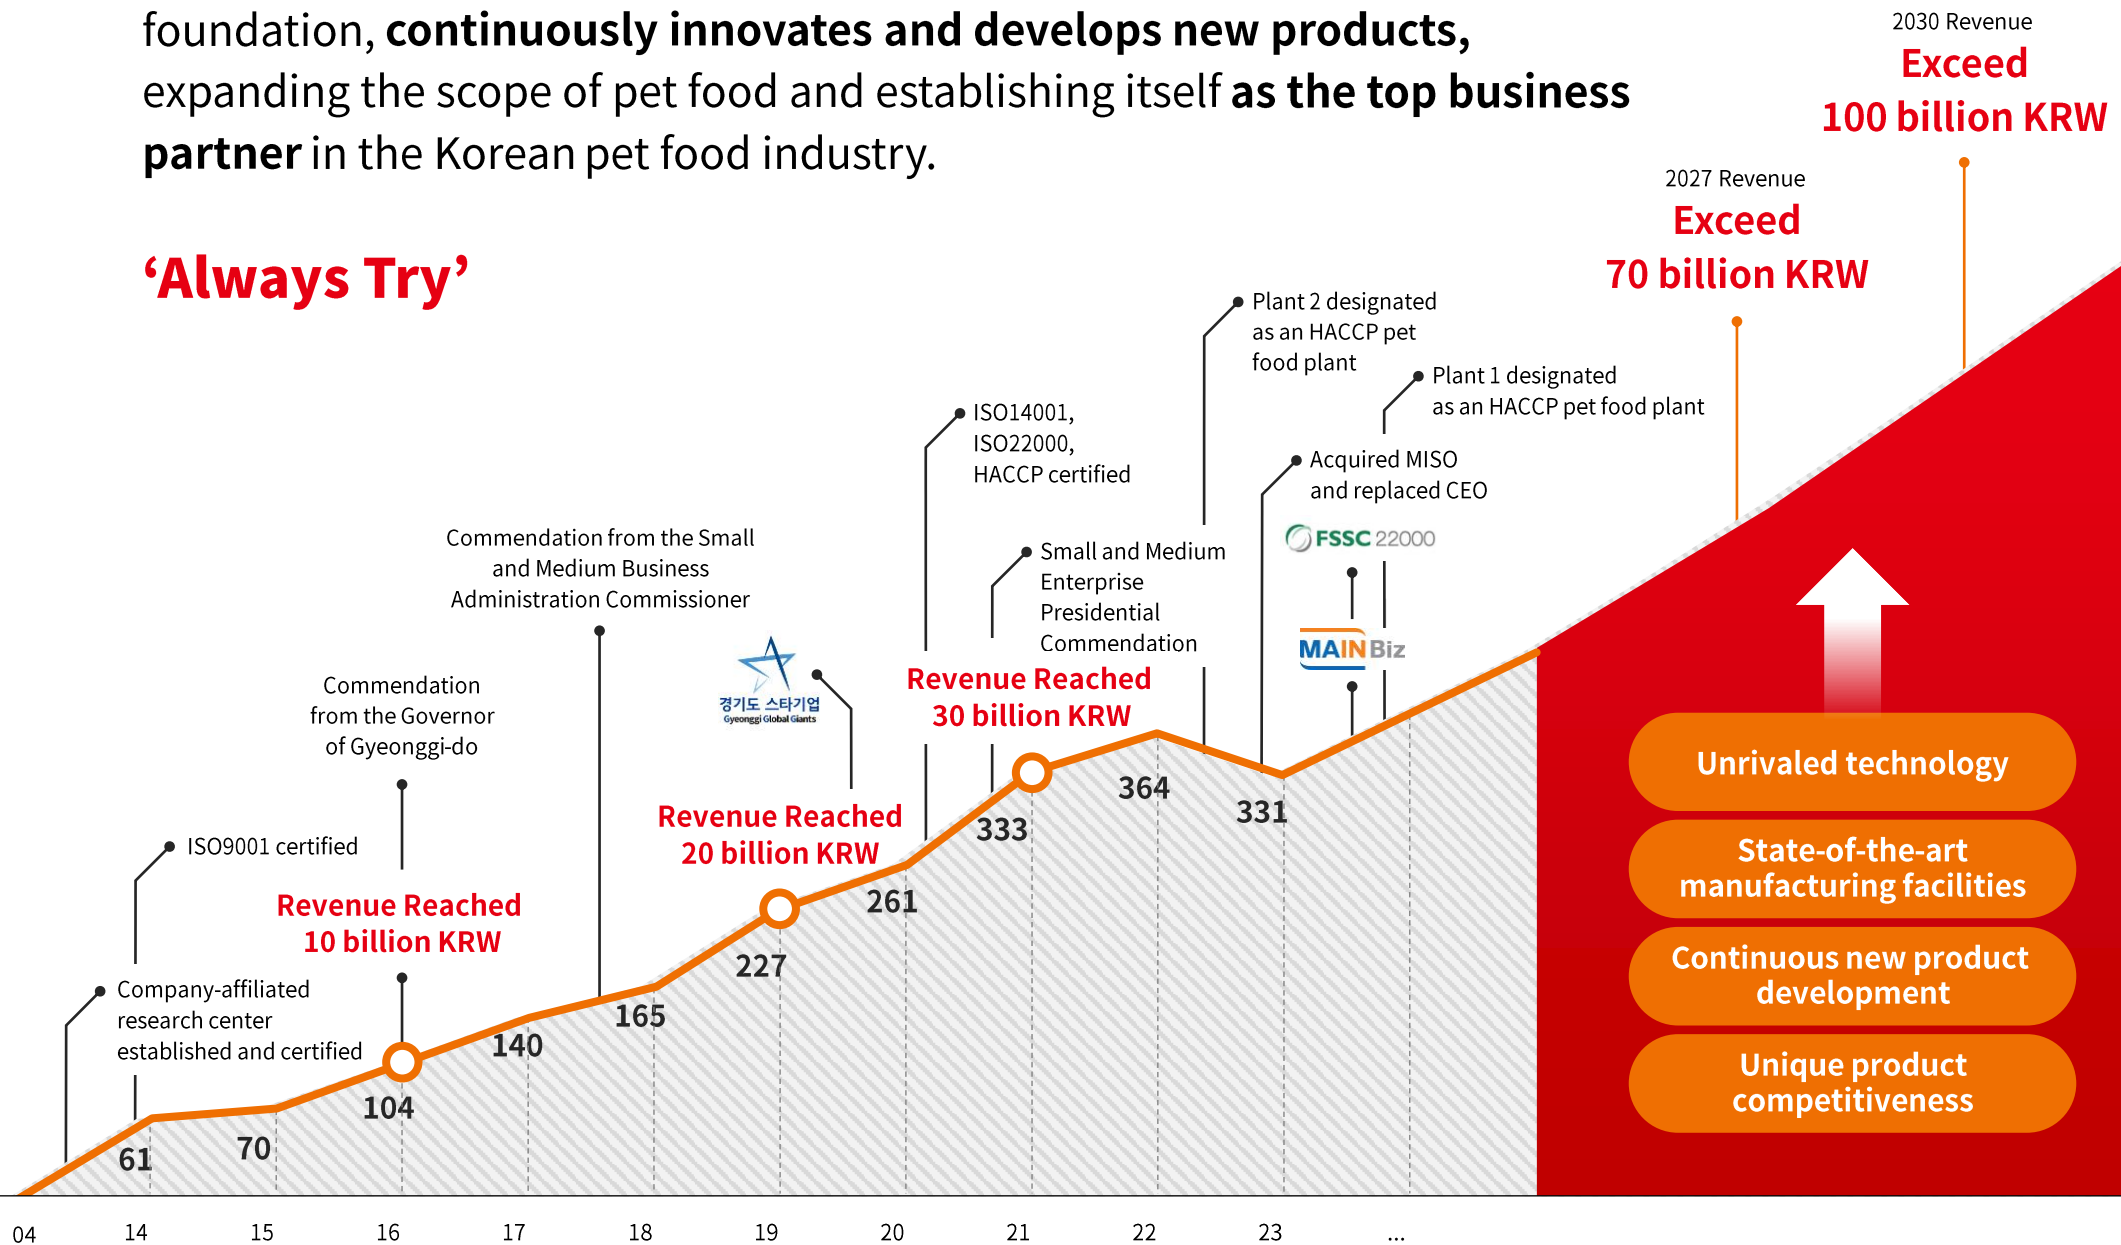 foundation, continuously innovates and develops new products,
expanding the scope of pet food and establishing itself as the top business
partner in the Korean pet food industry.
‘Always Try’
2030 Revenue
Exceed
100 billion KRW
2027 Revenue
Exceed
70 billion KRW
Plant 2 designated
as an HACCP pet
food plant
Plant 1 designated
as an HACCP pet food plant
ISO14001,
ISO22000,
HACCP certified
Acquired MISO
and replaced CEO
FSSC 22000
MAINBiz
Small and Medium
Enterprise
Presidential
Commendation
Revenue Reached
30 billion KRW
Commendation from the Small
and Medium Business
Administration Commissioner
경기도 스타기업
Gyeonggi Global Giants
Commendation
from the Governor
of Gyeonggi-do
Revenue Reached
20 billion KRW
ISO9001 certified
Revenue Reached
10 billion KRW
Company-affiliated
research center
established and certified
61
70
104
140
165
227
261
333
364
331
Unrivaled technology
State-of-the-art
manufacturing facilities
Continuous new product
development
Unique product
competitiveness
04 14 15 16 17 18 19 20 21 22 23 ...